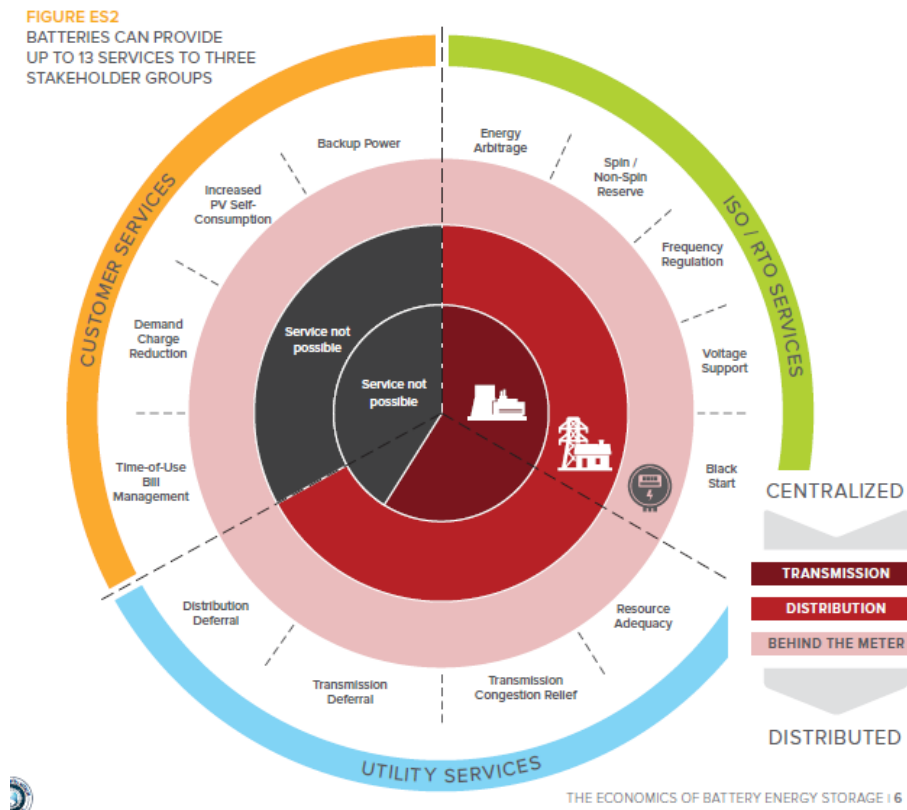 FIGURE ES2
BATTERIES CAN PROVIDE
UP TO 13 SERVICES TO THREE
STAKEHOLDER GROUPS
CUSTOMER SERVICES
ISO / RTO SERVICES
UTILITY SERVICES
Backup Power
Increased
PV Self-
Consumption
Demand
Charge
Reduction
Time-of-Use
Bill
Management
Energy
Arbitrage
Spin /
Non-Spin
Reserve
Frequency
Regulation
Voltage
Support
Black
Start
Resource
Adequacy
Transmission
Congestion Relief
Transmission
Deferral
Distribution
Deferral
Service not
possible
Service not
possible
CENTRALIZED
TRANSMISSION
DISTRIBUTION
BEHIND THE METER
DISTRIBUTED
THE ECONOMICS OF BATTERY ENERGY STORAGE | 6